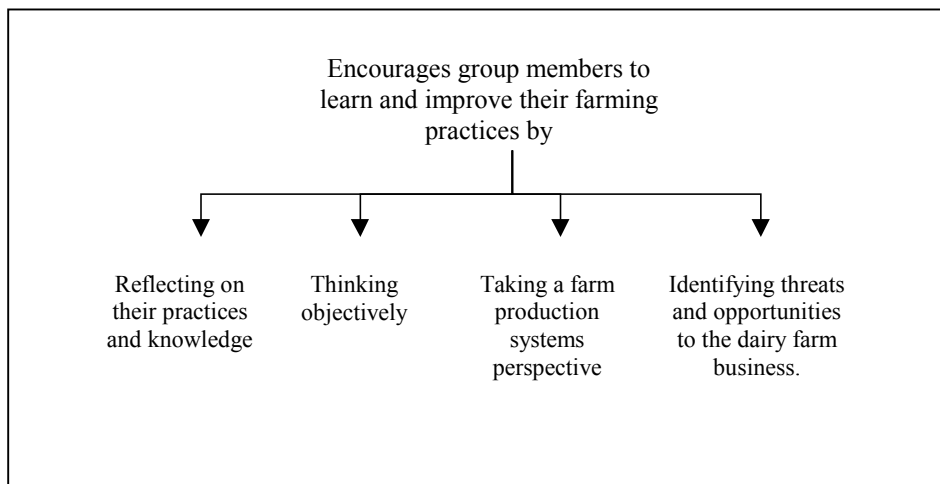 Encourages group members to
learn and improve their farming
practices by
Reflecting on
their practices
and knowledge
Thinking
objectively
Taking a farm
production
systems
perspective
Identifying threats
and opportunities
to the dairy farm
business.